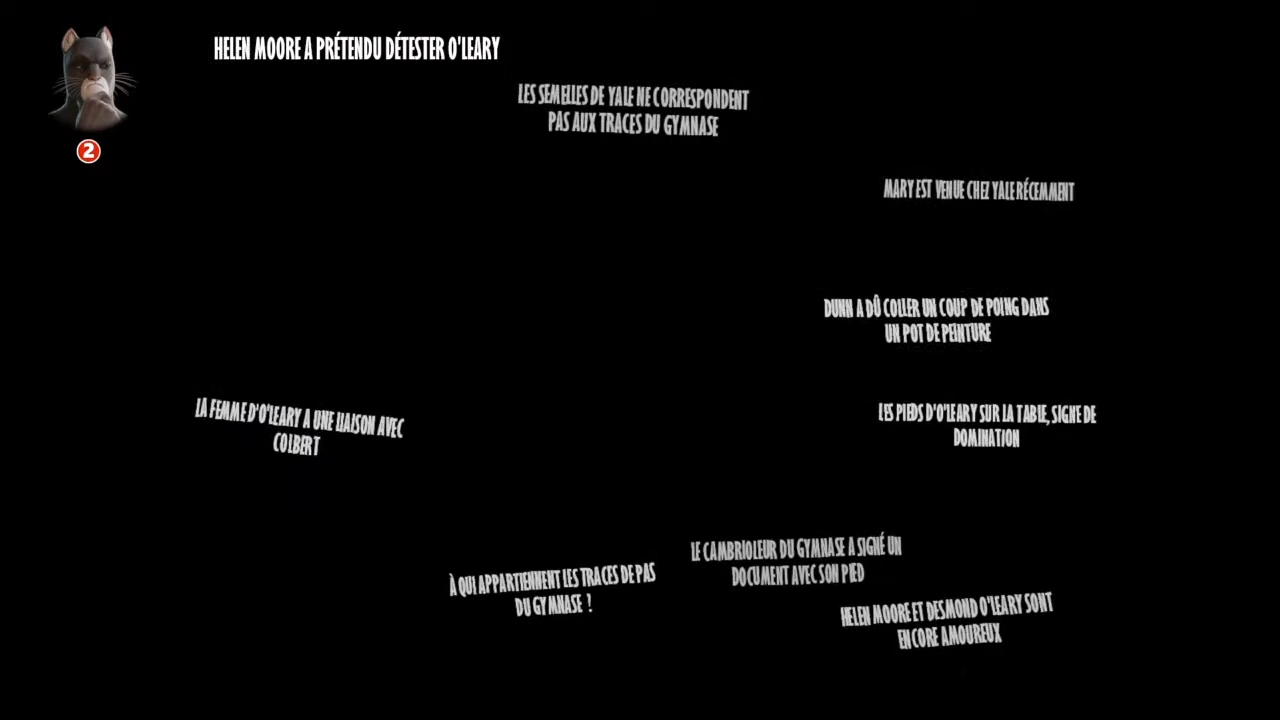 HELEN MOORE A PRÉTENDU DÉTESTER O'LEARY
LES SEMELLES DE YALE NE CORRESPONDENT
PAS AUX TRACES DU GYMNASE
MARY EST VENUE CHEZ YALE RÉCEMMENT
2
DUNN A DÛ COLLER UN COUP DE POING DANS
UN POT DE PEINTURE
LA FEMME D'O'LEARY A UNE LIAISON AVEC
COLBERT
LES PIEDS D'O'LEARY SUR LA TABLE, SIGNE DE
DOMINATION
LE CAMBRIOLEUR DU GYMNASE A SIGNÉ UN
DOCUMENT AVEC SON PIED
À QUI APPARTIENNENT LES TRACES DE PAS
DU GYMNASE ?
HELEN MOORE ET DESMOND O'LEARY SONT
ENCORE AMOUREUX